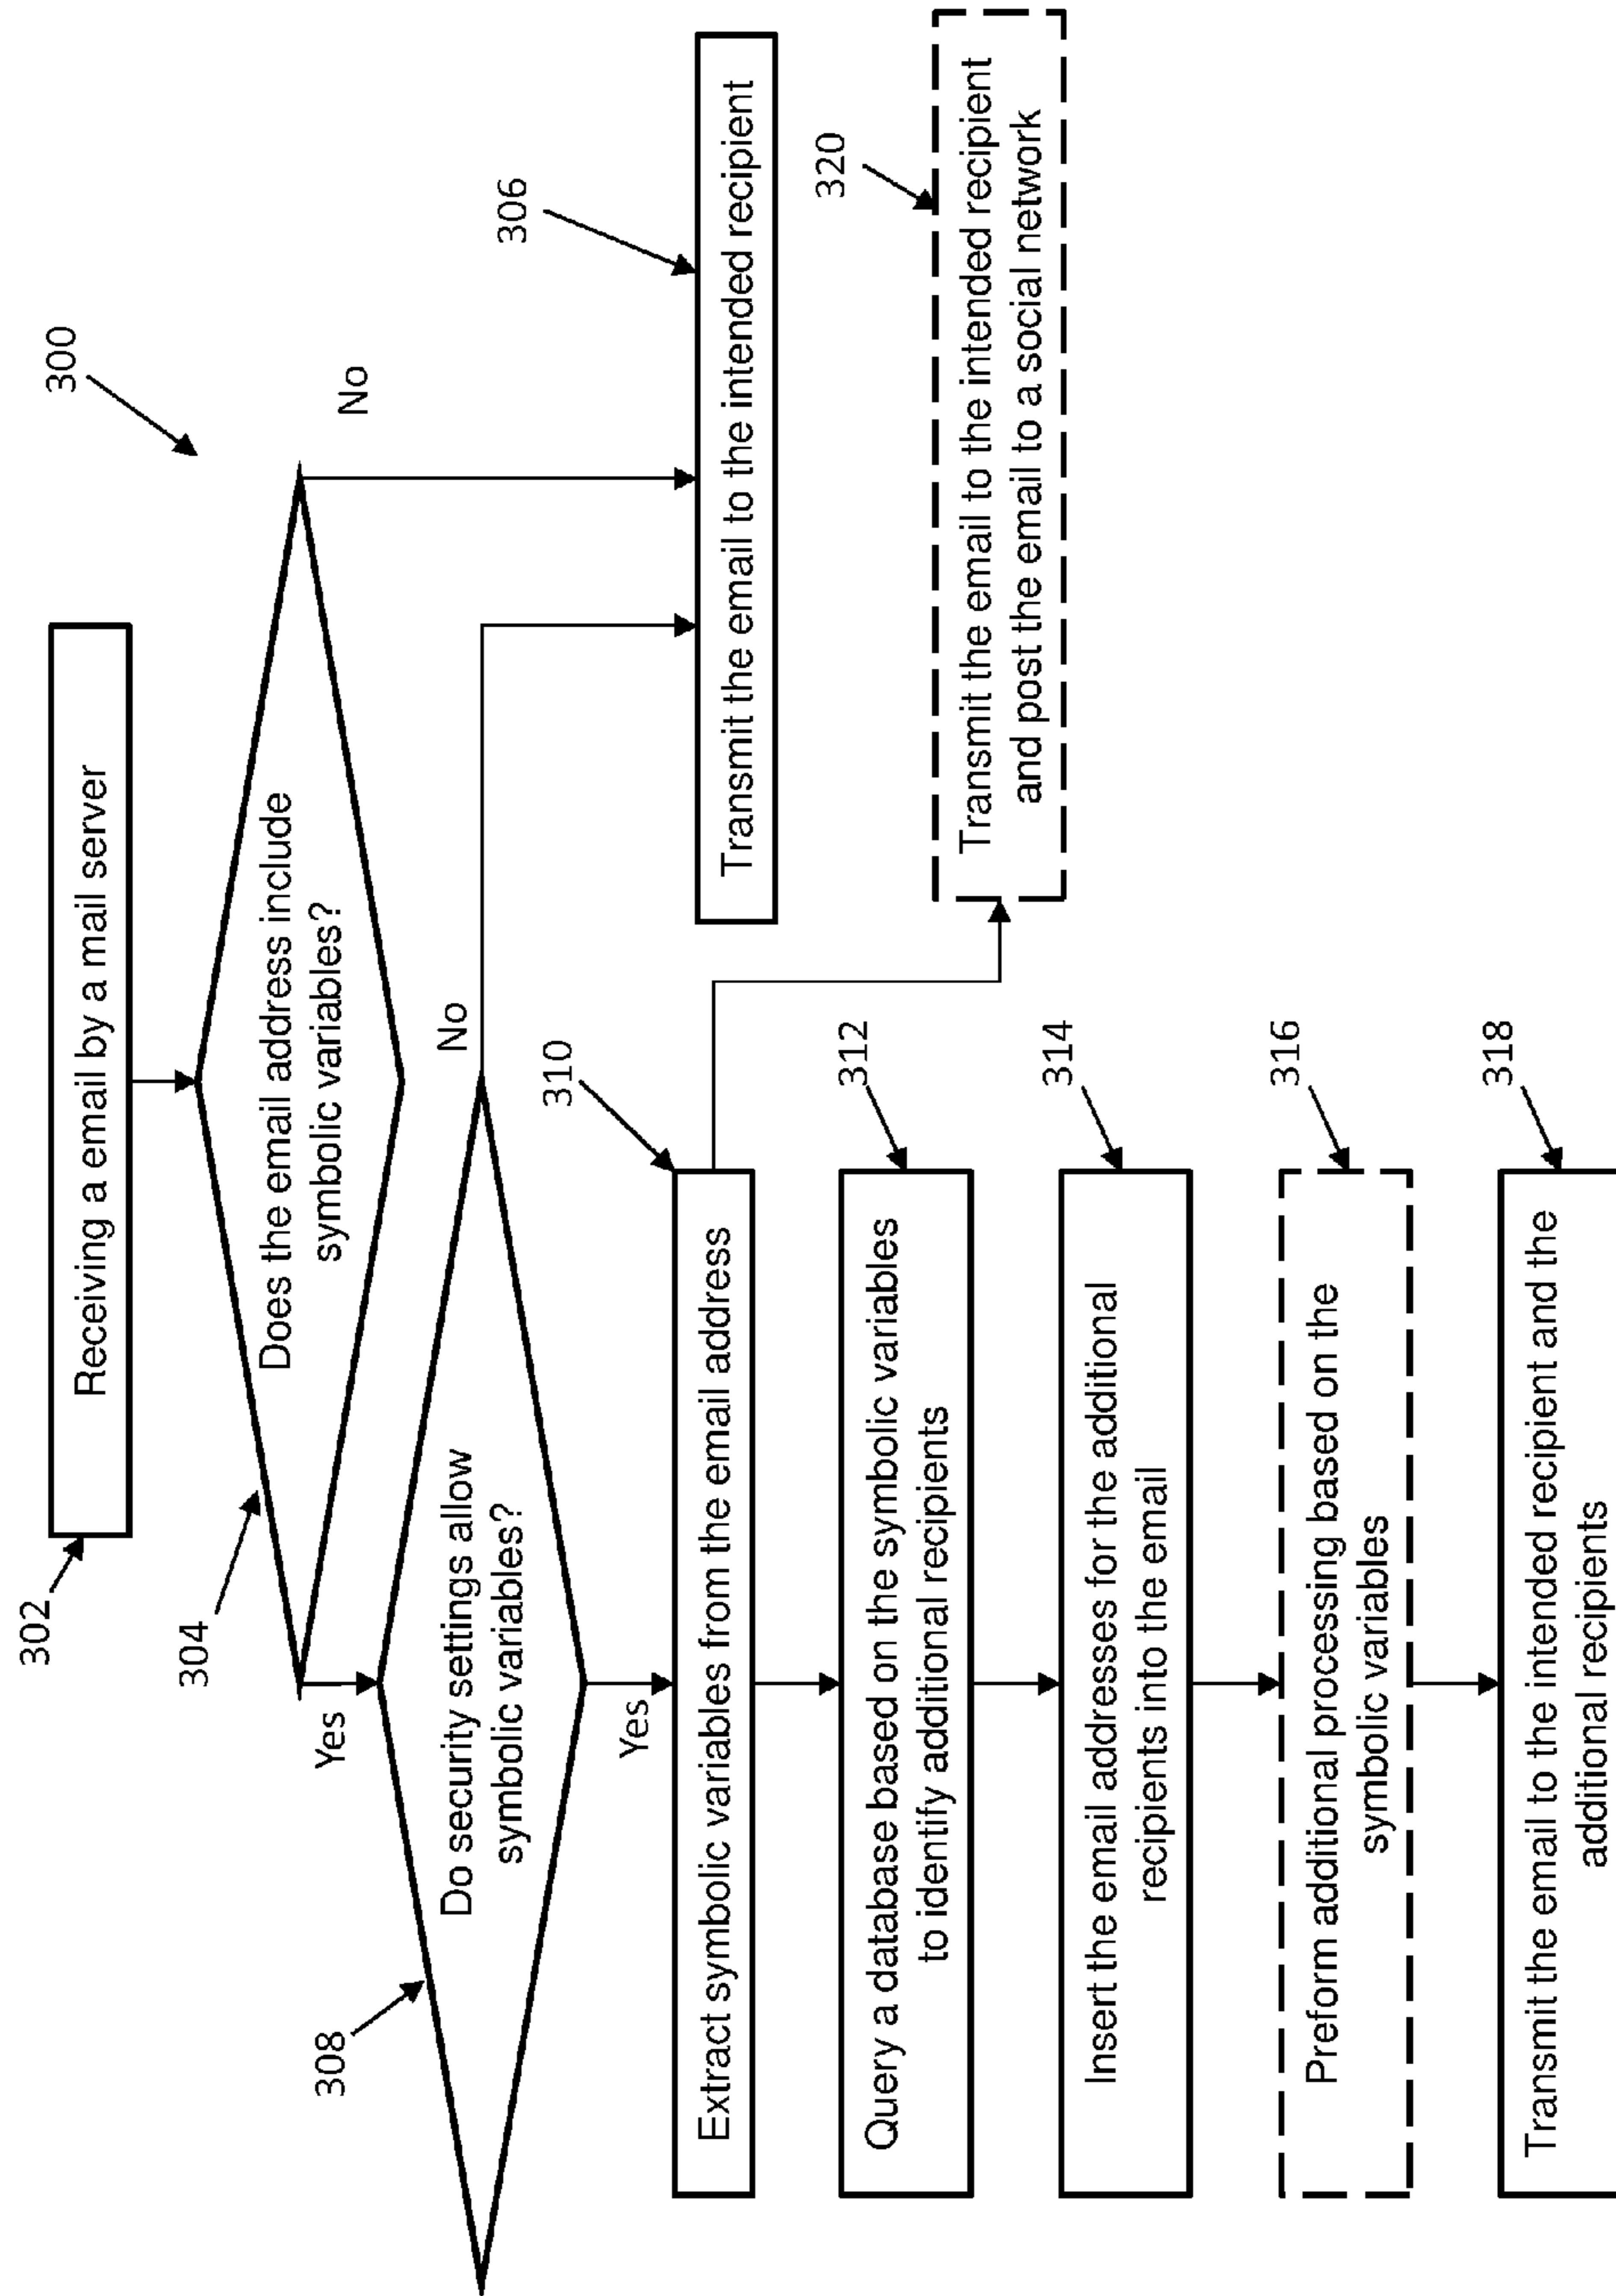 300
302
Receiving a email by a mail server
304
Does the email address include
symbolic variables?
No
Yes
308
Do security settings allow
symbolic variables?
No
Yes
306
Transmit the email to the intended recipient
310
Extract symbolic variables from the email address
320
Transmit the email to the intended recipient
and post the email to a social network
312
Query a database based on the symbolic variables
to identify additional recipients
314
Insert the email addresses for the additional
recipients into the email
316
Preform additional processing based on the
symbolic variables
318
Transmit the email to the intended recipient and the
additional recipients